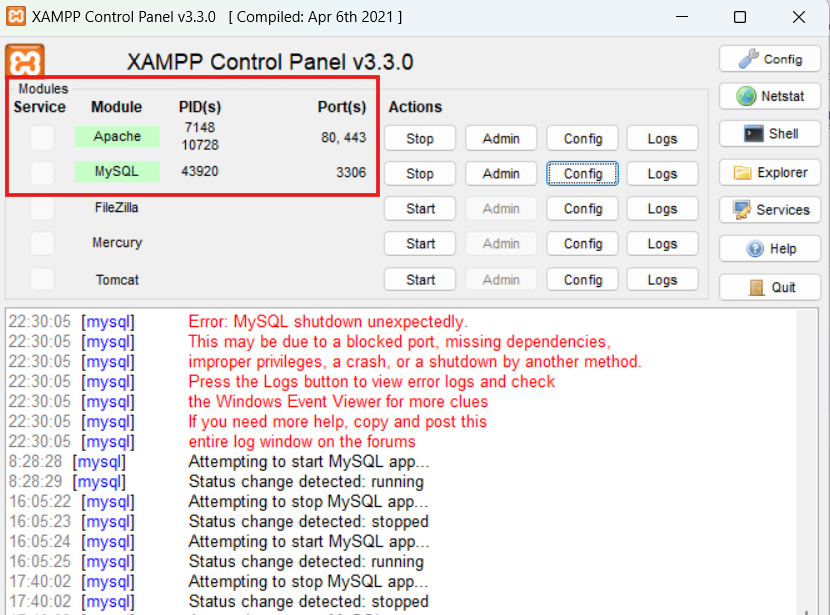 XAMPP Control Panel v3.3.0 [ Compiled: Apr 6th 2021 ]
XAMPP Control Panel v3.3.0
Config
Modules
Service Module PID(s) Port(s) Actions
Netstat
Apache 7148 10728 80, 443 Stop Admin Config Logs
Shell
MySQL 43920 3306 Stop Admin Config Logs
Explorer
FileZilla Start Admin Config Logs
Services
Mercury Start Admin Config Logs
Help
Tomcat Start Admin Config Logs
Quit
22:30:05 [mysql] Error: MySQL shutdown unexpectedly.
22:30:05 [mysql] This may be due to a blocked port, missing dependencies,
22:30:05 [mysql] improper privileges, a crash, or a shutdown by another method.
22:30:05 [mysql] Press the Logs button to view error logs and check
22:30:05 [mysql] the Windows Event Viewer for more clues
22:30:05 [mysql] If you need more help, copy and post this
22:30:05 [mysql] entire log window on the forums
8:28:28 [mysql] Attempting to start MySQL app...
8:28:29 [mysql] Status change detected: running
16:05:22 [mysql] Attempting to stop MySQL app...
16:05:23 [mysql] Status change detected: stopped
16:05:24 [mysql] Attempting to start MySQL app...
16:05:25 [mysql] Status change detected: running
17:40:02 [mysql] Attempting to stop MySQL app...
17:40:02 [mysql] Status change detected: stopped